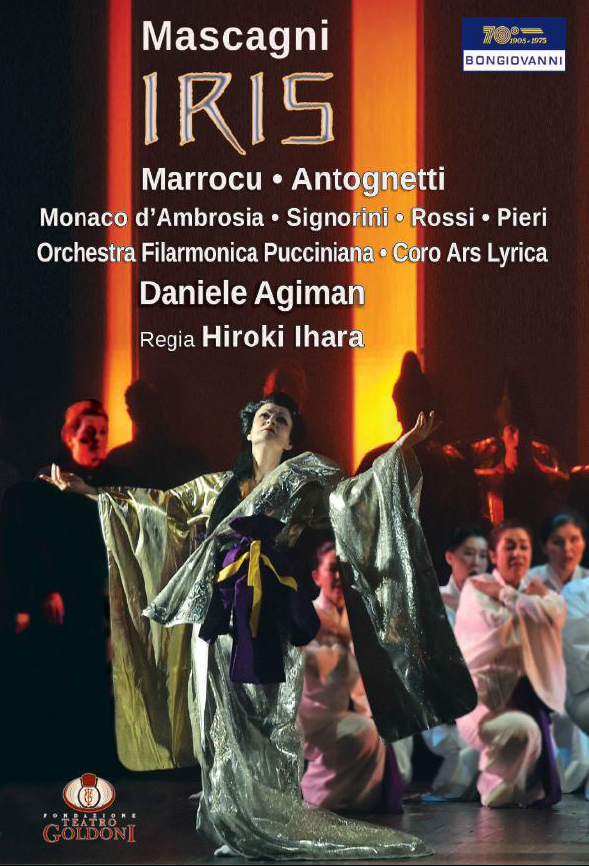 Mascagni
IRIS
70°
1905 • 1975
BONGIOVANNI
Marrocu • Antognetti
Monaco d’Ambrosia • Signorini • Rossi • Pieri
Orchestra Filarmonica Pucciniana • Coro Ars Lyrica
Daniele Agiman
Regia Hiroki Ihara
FONDAZIONE
TEATRO
GOLDONI